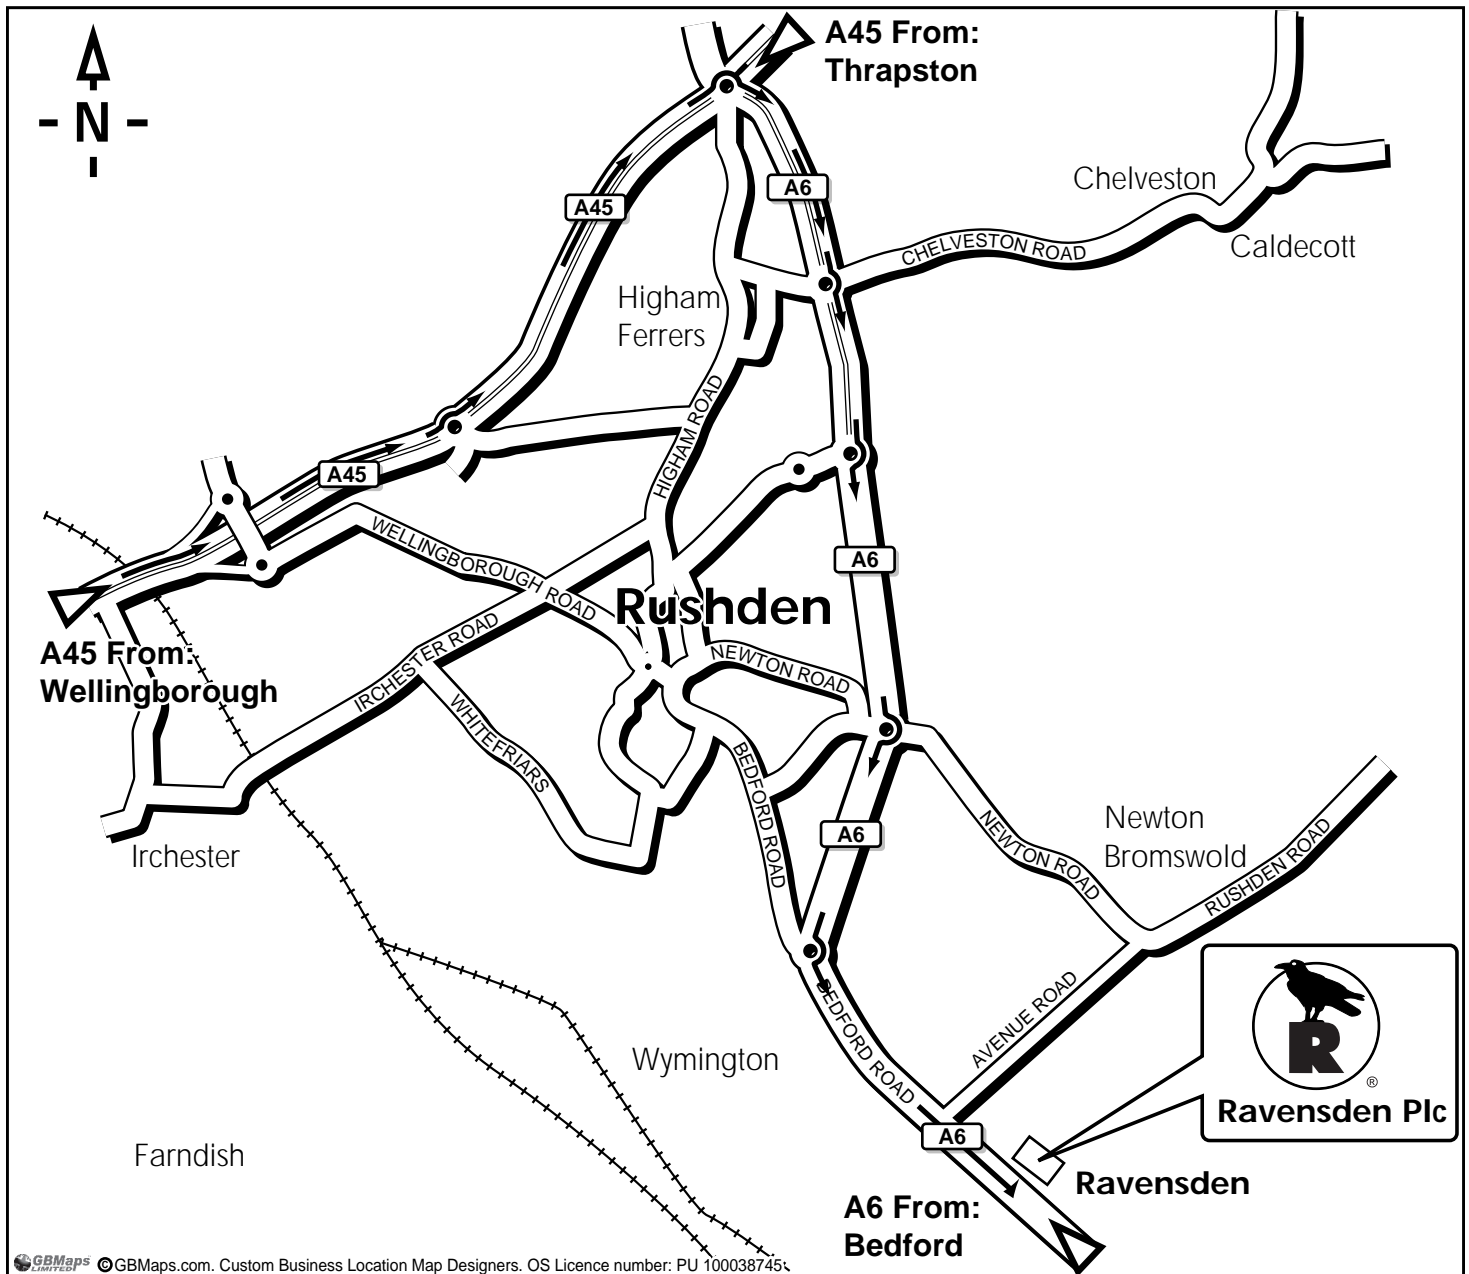 A45 From:
Thrapston
N
A6
A45
Chelveston
CHELVESTON ROAD
Caldecott
Higham
Ferrers
HIGHAM ROAD
A45
WELLINGBOROUGH ROAD
A6
Rushden
A45 From:
Wellingborough
IRCHESTER ROAD
NEWTON ROAD
WHITEFRIARS
BEDFORD ROAD
A6
NEWTON ROAD
Newton
Bromswold
RUSHDEN ROAD
Irchester
BEDFORD ROAD
AVENUE ROAD
R
®
Ravensden Plc
Wymington
A6
Farndish
Ravensden
A6 From:
Bedford
GBMaps
LIMITED
©GBMaps.com. Custom Business Location Map Designers. OS Licence number: PU 100038745